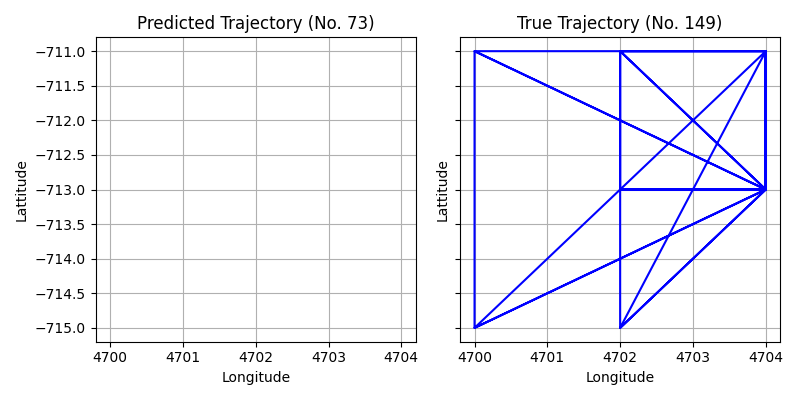 Predicted Trajectory (No. 73)
True Trajectory (No. 149)
−711.0
−711.5
−712.0
−712.5
−713.0
−713.5
−714.0
−714.5
−715.0
Lattitude
Lattitude
4700 4701 4702 4703 4704
4700 4701 4702 4703 4704
Longitude
Longitude